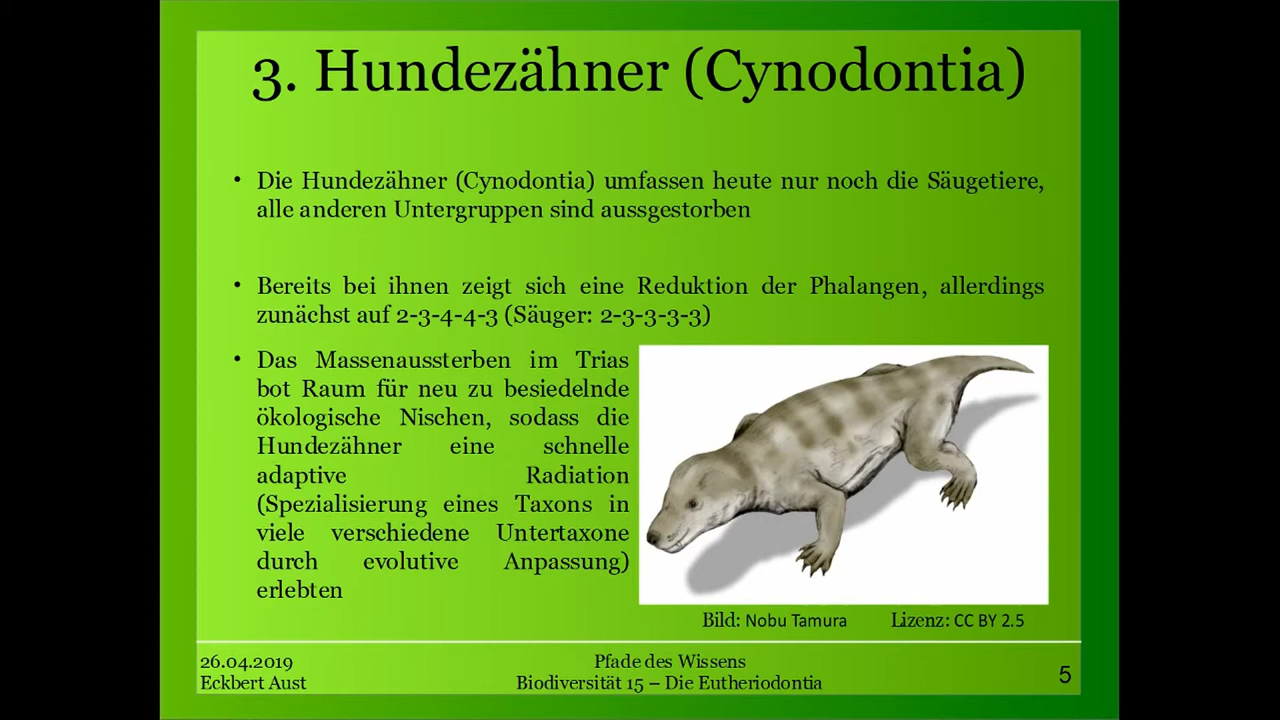 3. Hundezähner (Cynodontia)
• Die Hundezähner (Cynodontia) umfassen heute nur noch die Säugetiere,
alle anderen Untergruppen sind aussgestorben
• Bereits bei ihnen zeigt sich eine Reduktion der Phalangen, allerdings
zunächst auf 2-3-4-4-3 (Säuger: 2-3-3-3-3)
• Das Massenaussterben im Trias
bot Raum für neu zu besiedelnde
ökologische Nischen, sodass die
Hundezähner eine schnelle
adaptive Radiation
(Spezialisierung eines Taxons in
viele verschiedene Untertaxone
durch evolutive Anpassung)
erlebten
Bild: Nobu Tamura Lizenz: CC BY 2.5
26.04.2019
Eckbert Aust
Pfade des Wissens
Biodiversität 15 – Die Eutheriodontia
5